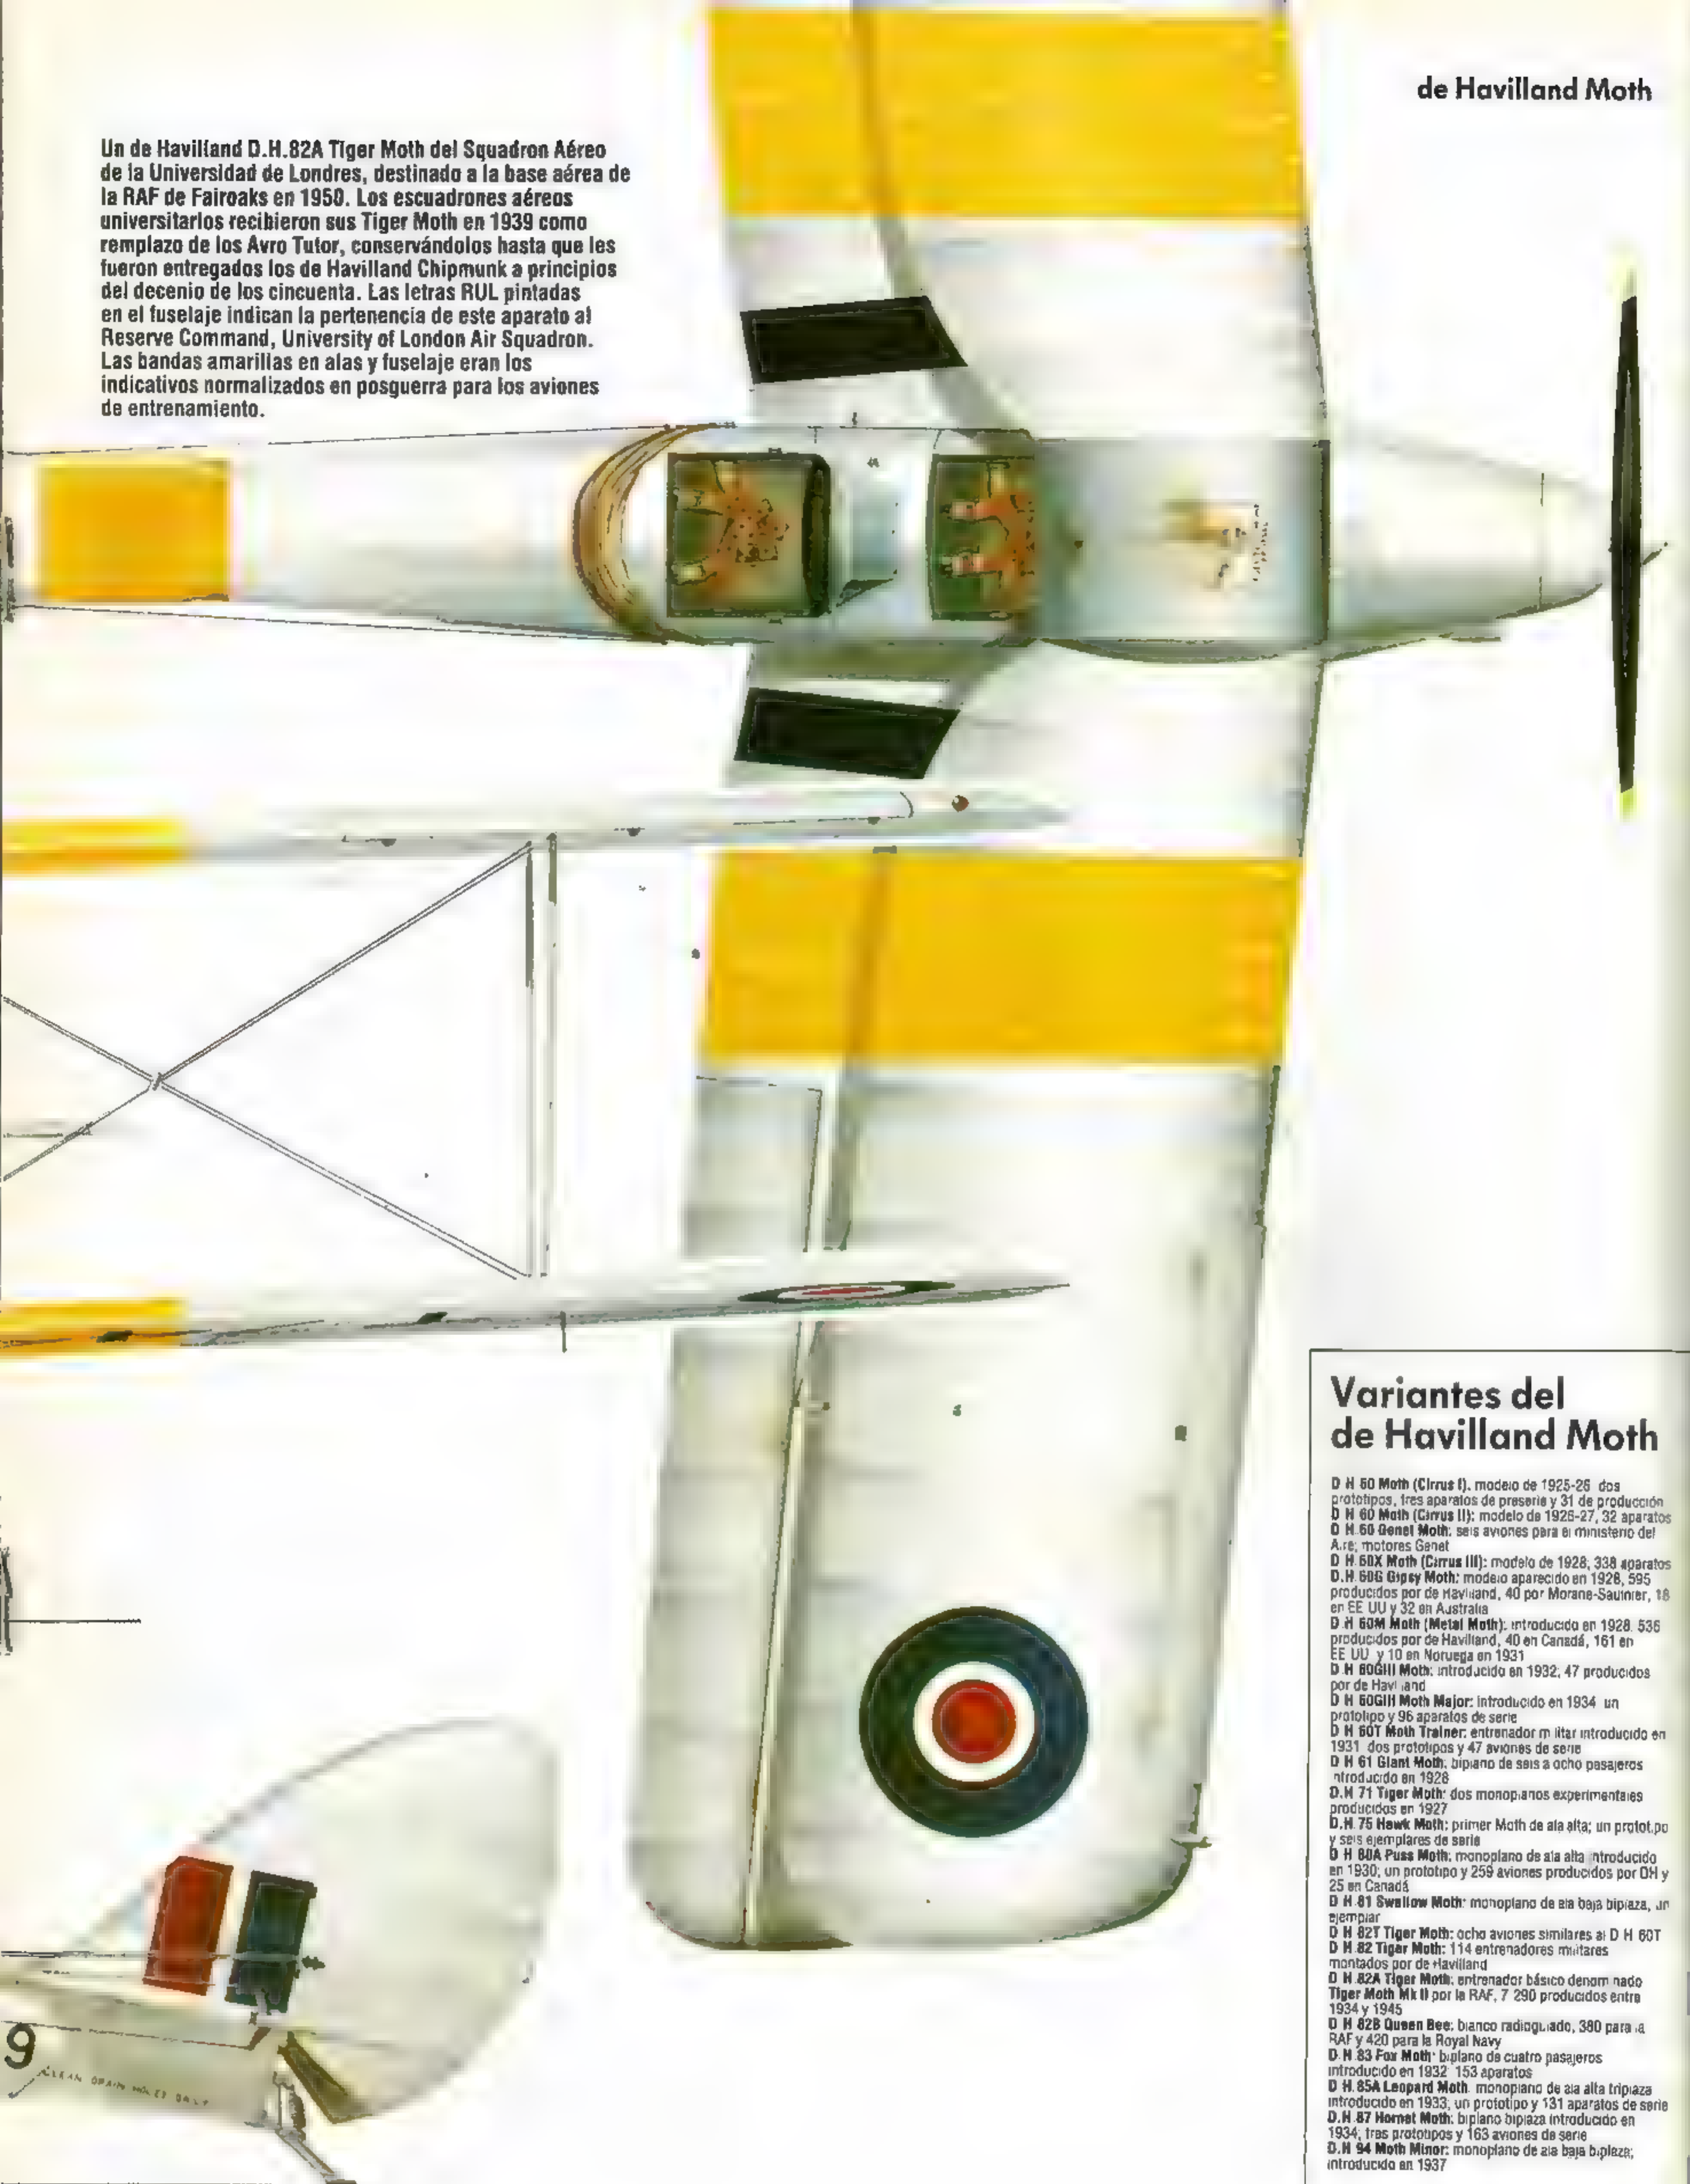 de Havilland Moth
Un de Havilland D.H.82A Tiger Moth del Squadron Aéreo
de la Universidad de Londres, destinado a la base aérea de
la RAF de Fairoaks en 1950. Los escuadrones aéreos
universitarios recibieron sus Tiger Moth en 1939 como
remplazo de los Avro Tutor, conservándolos hasta que les
fueron entregados los de Havilland Chipmunk a principios
del decenio de los cincuenta. Las letras RUL pintadas
en el fuselaje indican la pertenencia de este aparato al
Reserve Command, University of London Air Squadron.
Las bandas amarillas en alas y fuselaje eran los
indicativos normalizados en posguerra para los aviones
de entrenamiento.
Variantes del
de Havilland Moth
D H 60 Moth (Cirrus I). modelo de 1925-26 dos
prototipos, tres aparatos de preserie y 31 de producción
D H 60 Moth (Cirrus II): modelo de 1926-27, 32 aparatos
D H.60 Genet Moth: seis aviones para el ministerio del
Aire; motores Genet
D H.60X Moth (Cirrus III): modelo de 1928, 338 aparatos
D.H.60G Gipsy Moth: modelo aparecido en 1928, 595
producidos por de Havilland, 40 por Morane-Saulnier, 18
en EE UU y 32 en Australia
D H 60M Moth (Metal Moth): introducido en 1928. 536
producidos por de Havilland, 40 en Canadá, 161 en
EE UU y 10 en Noruega en 1931
D H 60GIII Moth: introducido en 1932, 47 producidos
por de Havilland
D H 60GIII Moth Major: introducido en 1934 un
prototipo y 96 aparatos de serie
D H 60T Moth Trainer: entrenador militar introducido en
1931 dos prototipos y 47 aviones de serie
D H 61 Giant Moth: biplano de seis a ocho pasajeros
introducido en 1928
D.H 71 Tiger Moth: dos monoplanos experimentales
producidos en 1927
D.H.75 Hawk Moth: primer Moth de ala alta; un prototipo
y seis ejemplares de serie
D H 80A Puss Moth: monoplano de ala alta introducido
en 1930; un prototipo y 259 aviones producidos por DH y
25 en Canadá
D H.81 Swallow Moth: monoplano de ala baja biplaza, un
ejemplar
D H 82T Tiger Moth: ocho aviones similares al D H 60T
D H.82 Tiger Moth: 114 entrenadores militares
montados por de Havilland
D H.82A Tiger Moth: entrenador básico denominado
Tiger Moth Mk II por la RAF, 7 290 producidos entre
1934 y 1945
D H 82B Queen Bee: blanco radioguiado, 380 para la
RAF y 420 para la Royal Navy
D H.83 Fox Moth: biplano de cuatro pasajeros
introducido en 1932 153 aparatos
D H.85A Leopard Moth monoplano de ala alta triplaza
introducido en 1933; un prototipo y 131 aparatos de serie
D.H.87 Hornet Moth: biplano biplaza introducido en
1934; tres prototipos y 163 aviones de serie
D.H 94 Moth Minor: monoplano de ala baja biplaza;
introducido en 1937
9
CLEAN DRAIN HOLES ONLY